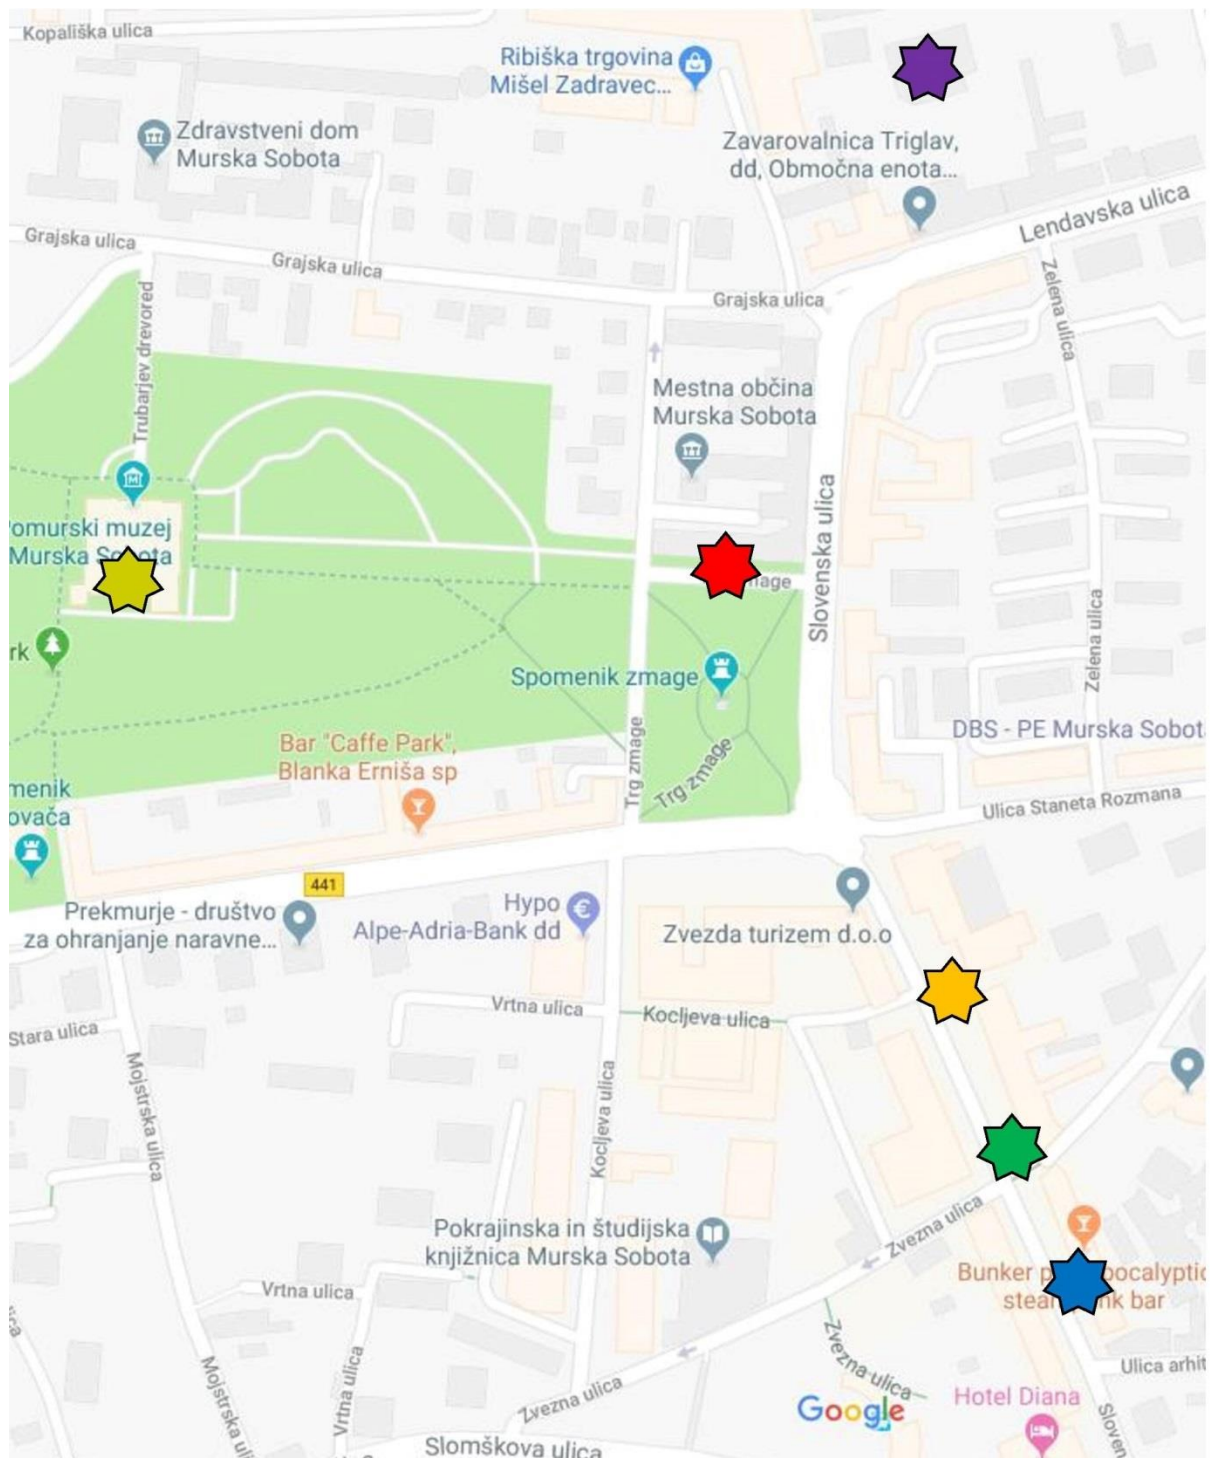 Kopališka ulica
Ribiška trgovina
Mišel Zadravec...
Zdravstveni dom
Murska Sobota
Zavarovalnica Triglav,
dd, Območna enota...
Lendavska ulica
Grajska ulica
Grajska ulica
Grajska ulica
Zelena ulica
Trubarjev drevored
Mestna občina
Murska Sobota
Slovenska ulica
omurski muzej
Murska Sobota
mage
rk
Spomenik zmage
Zelena ulica
DBS - PE Murska Sobot
Bar "Caffe Park",
Blanka Erniša sp
Trg zmage
Trg zmage
menik
ovača
Ulica Staneta Rozmana
441
Prekmurje - društvo
za ohranjanje naravne...
Hypo
Alpe-Adria-Bank dd
Zvezda turizem d.o.o
Vrtna ulica
Kocljeva ulica
Stara ulica
Mojstrska ulica
Kocljeva ulica
Zvezna ulica
Pokrajinska in študijska
knjižnica Murska Sobota
Bunker p pocalyptic
stea nk bar
Vrtna ulica
Zvezna ulica
Ulica arhit
Mojstrska ul
Vrtna ulica
Zvezna ulica
Google
Hotel Diana
Sloven
Slomškova ulica